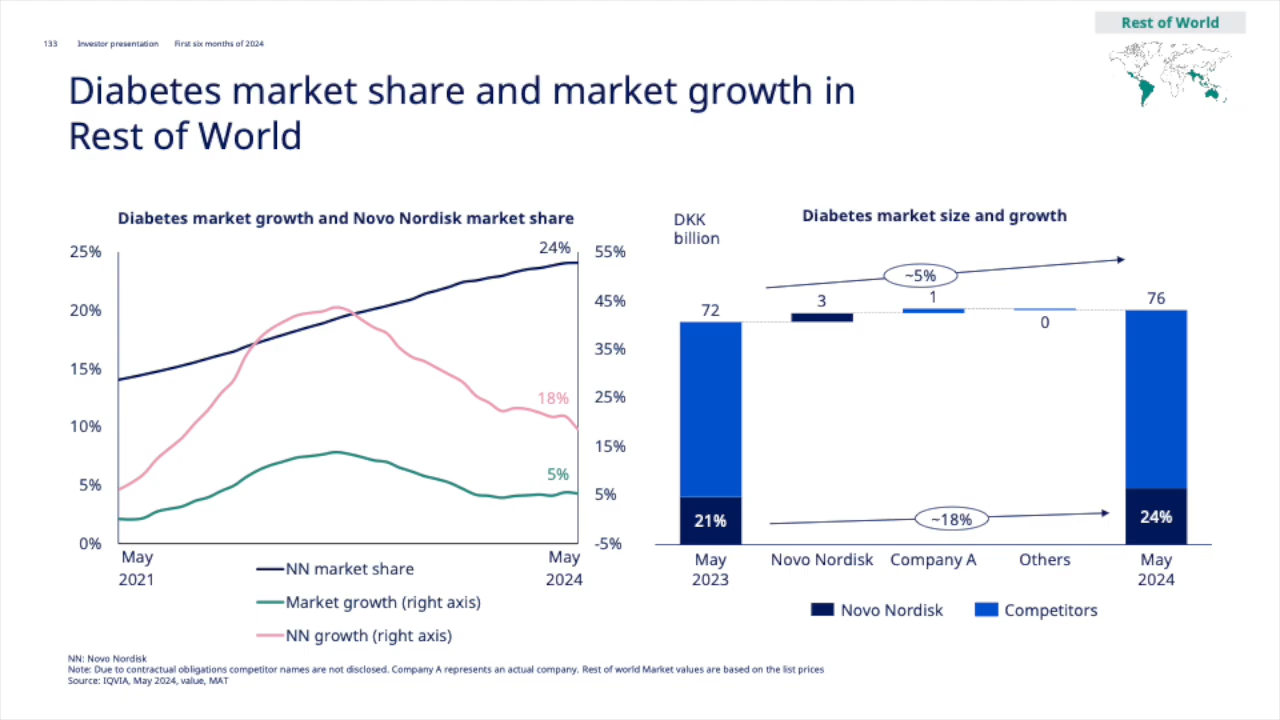 Rest of World
133 Investor presentation First six months of 2024
Diabetes market share and market growth in
Rest of World
Diabetes market growth and Novo Nordisk market share
25%
20%
15%
10%
5%
0%
24%
18%
5%
55%
45%
35%
25%
15%
5%
-5%
May
2021
May
2024
NN market share
Market growth (right axis)
NN growth (right axis)
DKK
billion
Diabetes market size and growth
~5%
72
3
1
0
76
21%
~18%
24%
May
2023
Novo Nordisk
Company A
Others
May
2024
Novo Nordisk
Competitors
NN: Novo Nordisk
Note: Due to contractual obligations competitor names are not disclosed. Company A represents an actual company. Rest of world Market values are based on the list prices
Source: IQVIA, May 2024, value, MAT